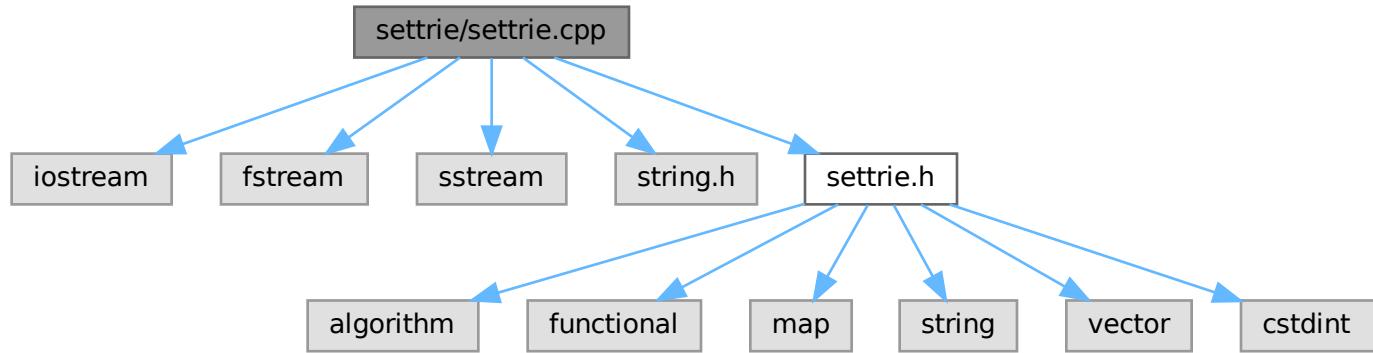 settrie/settrie.cpp
iostream
fstream
sstream
string.h
settrie.h
algorithm
functional
map
string
vector
cstdint